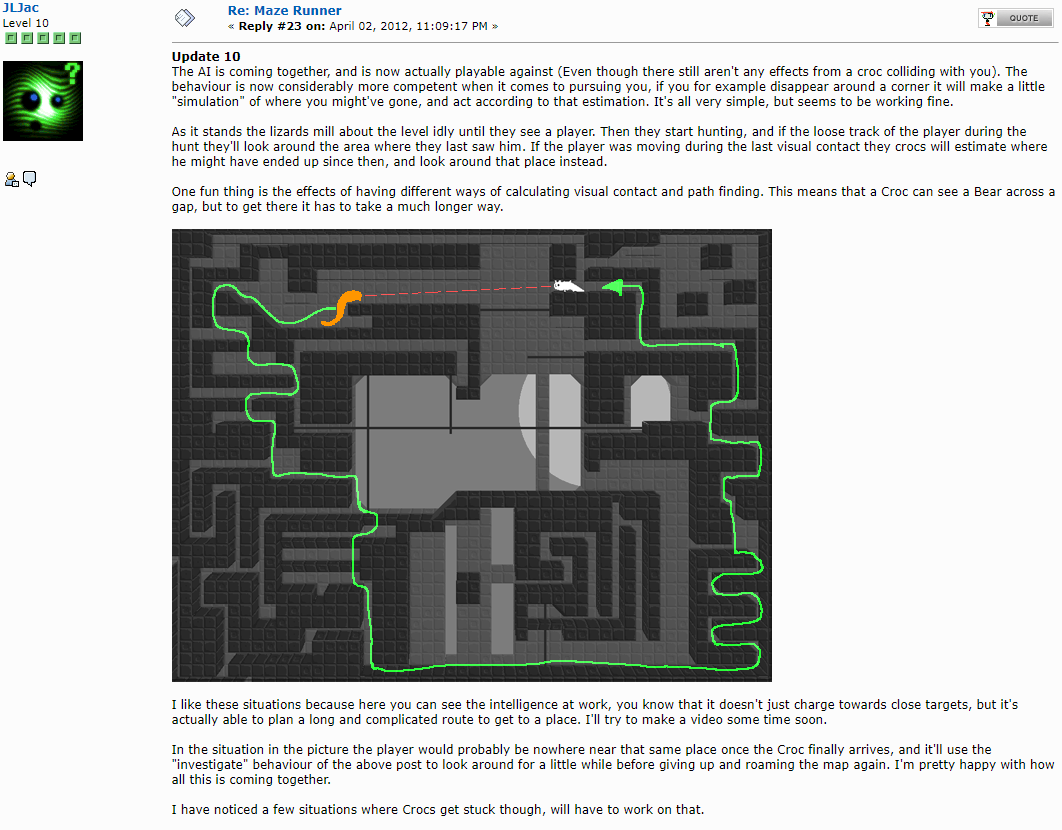 JLJac
Level 10
Re: Maze Runner
« Reply #23 on: April 02, 2012, 11:09:17 PM »
QUOTE
Update 10
The AI is coming together, and is now actually playable against (Even though there still aren't any effects from a croc colliding with you). The
behaviour is now considerably more competent when it comes to pursuing you, if you for example disappear around a corner it will make a little
"simulation" of where you might've gone, and act according to that estimation. It's all very simple, but seems to be working fine.
As it stands the lizards mill about the level idly until they see a player. Then they start hunting, and if the loose track of the player during the
hunt they'll look around the area where they last saw him. If the player was moving during the last visual contact they crocs will estimate where
he might have ended up since then, and look around that place instead.
One fun thing is the effects of having different ways of calculating visual contact and path finding. This means that a Croc can see a Bear across a
gap, but to get there it has to take a much longer way.
I like these situations because here you can see the intelligence at work, you know that it doesn't just charge towards close targets, but it's
actually able to plan a long and complicated route to get to a place. I'll try to make a video some time soon.
In the situation in the picture the player would probably be nowhere near that same place once the Croc finally arrives, and it'll use the
"investigate" behaviour of the above post to look around for a little while before giving up and roaming the map again. I'm pretty happy with how
all this is coming together.
I have noticed a few situations where Crocs get stuck though, will have to work on that.